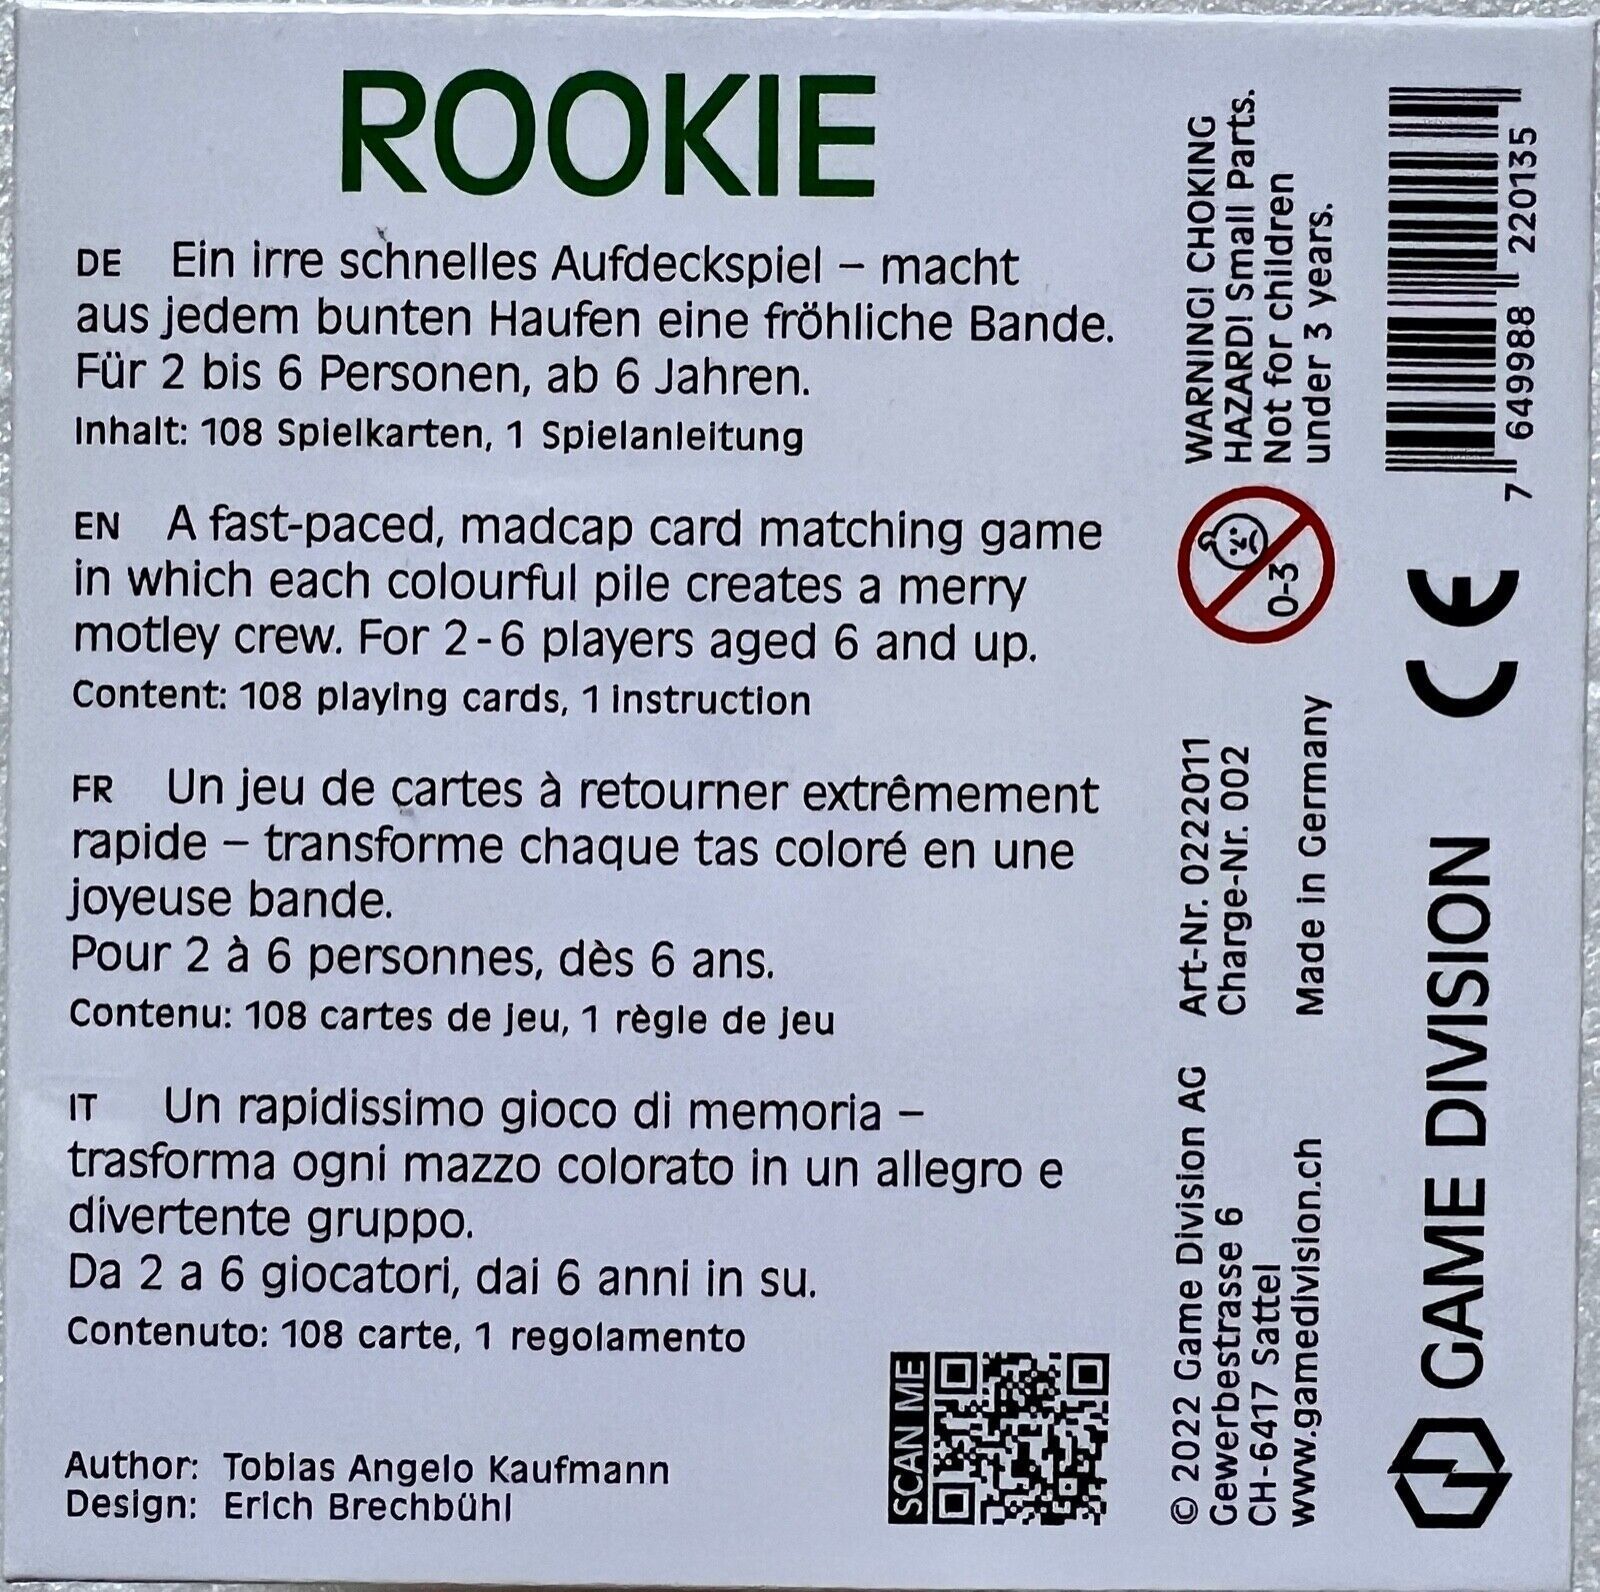 ROOKIE
DE Ein irre schnelles Aufdeckspiel – macht
aus jedem bunten Haufen eine fröhliche Bande.
Für 2 bis 6 Personen, ab 6 Jahren.
Inhalt: 108 Spielkarten, 1 Spielanleitung
EN A fast-paced, madcap card matching game
in which each colourful pile creates a merry
motley crew. For 2-6 players aged 6 and up.
Content: 108 playing cards, 1 instruction
FR Un jeu de cartes à retourner extrêmement
rapide – transforme chaque tas coloré en une
joyeuse bande.
Pour 2 à 6 personnes, dès 6 ans.
Contenu: 108 cartes de jeu, 1 règle de jeu
IT Un rapidissimo gioco di memoria –
trasforma ogni mazzo colorato in un allegro e
divertente gruppo.
Da 2 a 6 giocatori, dai 6 anni in su.
Contenuto: 108 carte, 1 regolamento
Author: Tobias Angelo Kaufmann
Design: Erich Brechbühl
SCAN ME
WARNING! CHOKING
HAZARD! Small Parts.
Not for children
under 3 years.
0-3
Art-Nr. 0222011
Charge-Nr. 002
Made in Germany
© 2022 Game Division AG
Gewerbestrasse 6
CH-6417 Sattel
www.gamedivision.ch
7 649988 220135
CE
GAME DIVISION